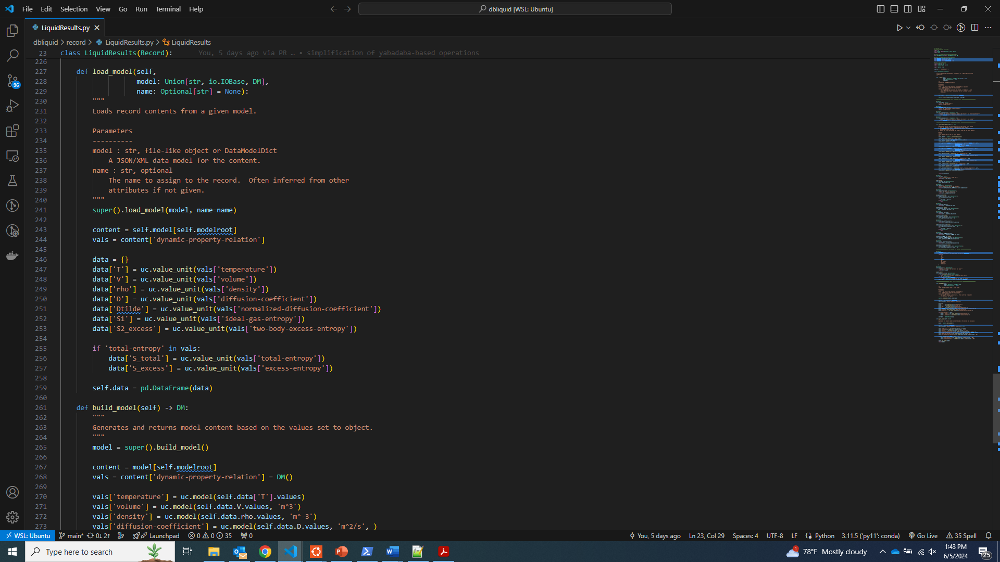 File Edit Selection View Go Run Terminal Help
dbliquid [WSL: Ubuntu]
LiquidResults.py
dbliquid > record > LiquidResults.py > LiquidResults
23 class LiquidResults(Record): You, 5 days ago via PR … • simplification of yabadaba-based operations
226
227 def load_model(self,
228 model: Union[str, io.IOBase, DM],
229 name: Optional[str] = None):
230 """
231 Loads record contents from a given model.
232
233 Parameters
234 ----------
235 model : str, file-like object or DataModelDict
236 A JSON/XML data model for the content.
237 name : str, optional
238 The name to assign to the record.  Often inferred from other
239 attributes if not given.
240 """
241 super().load_model(model, name=name)
242
243 content = self.model[self.modelroot]
244 vals = content['dynamic-property-relation']
245
246 data = {}
247 data['T'] = uc.value_unit(vals['temperature'])
248 data['V'] = uc.value_unit(vals['volume'])
249 data['rho'] = uc.value_unit(vals['density'])
250 data['D'] = uc.value_unit(vals['diffusion-coefficient'])
251 data['Dtilde'] = uc.value_unit(vals['normalized-diffusion-coefficient'])
252 data['S1'] = uc.value_unit(vals['ideal-gas-entropy'])
253 data['S2_excess'] = uc.value_unit(vals['two-body-excess-entropy'])
254
255 if 'total-entropy' in vals:
256 data['S_total'] = uc.value_unit(vals['total-entropy'])
257 data['S_excess'] = uc.value_unit(vals['excess-entropy'])
258
259 self.data = pd.DataFrame(data)
260
261 def build_model(self) -> DM:
262 """
263 Generates and returns model content based on the values set to object.
264 """
265 model = super().build_model()
266
267 content = model[self.modelroot]
268 vals = content['dynamic-property-relation'] = DM()
269
270 vals['temperature'] = uc.model(self.data['T'].values)
271 vals['volume'] = uc.model(self.data.V.values, 'm^3')
272 vals['density'] = uc.model(self.data.rho.values, 'm^-3')
273 vals['diffusion-coefficient'] = uc.model(self.data.D.values, 'm^2/s', )
96
WSL: Ubuntu main* 0↓ 2↑ Launchpad 0 0 35 0 You, 5 days ago Ln 23, Col 29 Spaces: 4 UTF-8 LF Python 3.11.5 ('py11': conda) Go Live 35 Spell
Type here to search 1 78°F Mostly cloudy 1:43 PM
6/5/2024 25